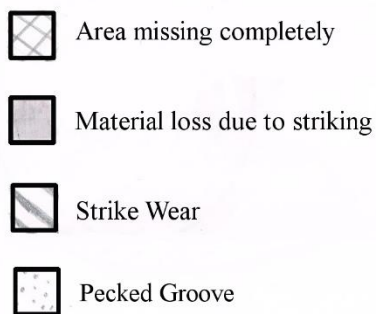 Area missing completely
Material loss due to striking
Strike Wear
Pecked Groove